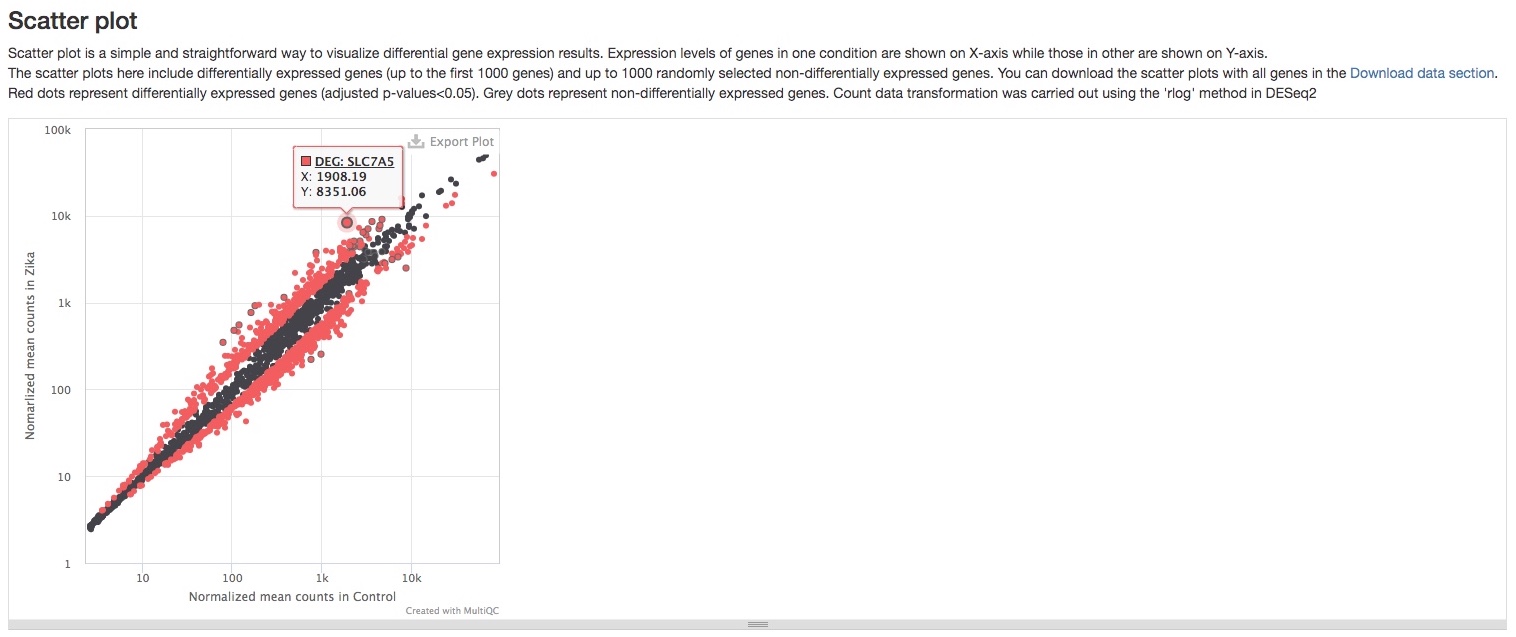 Scatter plot
Scatter plot is a simple and straightforward way to visualize differential gene expression results. Expression levels of genes in one condition are shown on X-axis while those in other are shown on Y-axis.
The scatter plots here include differentially expressed genes (up to the first 1000 genes) and up to 1000 randomly selected non-differentially expressed genes. You can download the scatter plots with all genes in the Download data section.
Red dots represent differentially expressed genes (adjusted p-values<0.05). Grey dots represent non-differentially expressed genes. Count data transformation was carried out using the 'rlog' method in DESeq2
100k
Export Plot
DEG: SLC7A5
X: 1908.19
Y: 8351.06
10k
1k
100
10
1
Nomarlized mean counts in Zika
10
100
1k
10k
Normalized mean counts in Control
Created with MultiQC